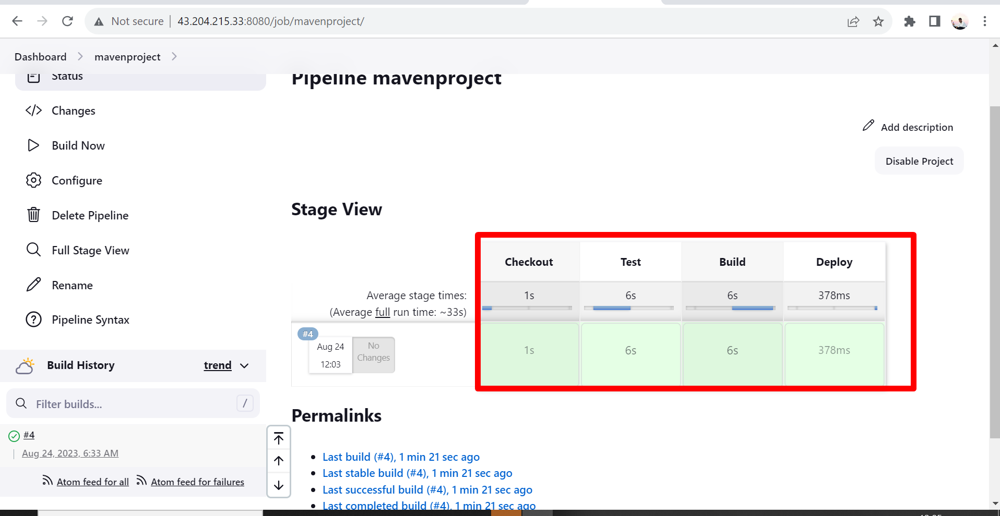 Not secure
43.204.215.33:8080/job/mavenproject/
Dashboard
mavenproject
Status
Changes
Build Now
Configure
Delete Pipeline
Full Stage View
Rename
Pipeline Syntax
Build History
trend
Filter builds...
/
#4
Aug 24, 2023, 6:33 AM
Atom feed for all
Atom feed for failures
Pipeline mavenproject
Add description
Disable Project
Stage View
Checkout
Test
Build
Deploy
Average stage times:
1s
6s
6s
378ms
(Average full run time: ~33s)
#4
Aug 24
12:03
No
Changes
1s
6s
6s
378ms
Permalinks
Last build (#4), 1 min 21 sec ago
Last stable build (#4), 1 min 21 sec ago
Last successful build (#4), 1 min 21 sec ago
Last completed build (#4), 1 min 21 sec ago